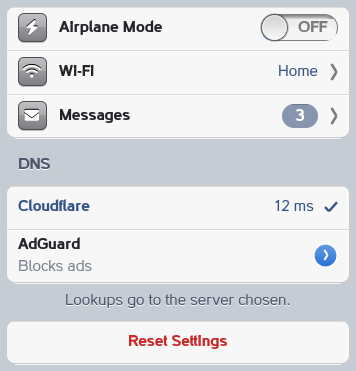 Airplane Mode OFF
Wi-Fi Home
Messages 3
DNS
Cloudflare 12 ms
AdGuard
Blocks ads
Lookups go to the server chosen.
Reset Settings